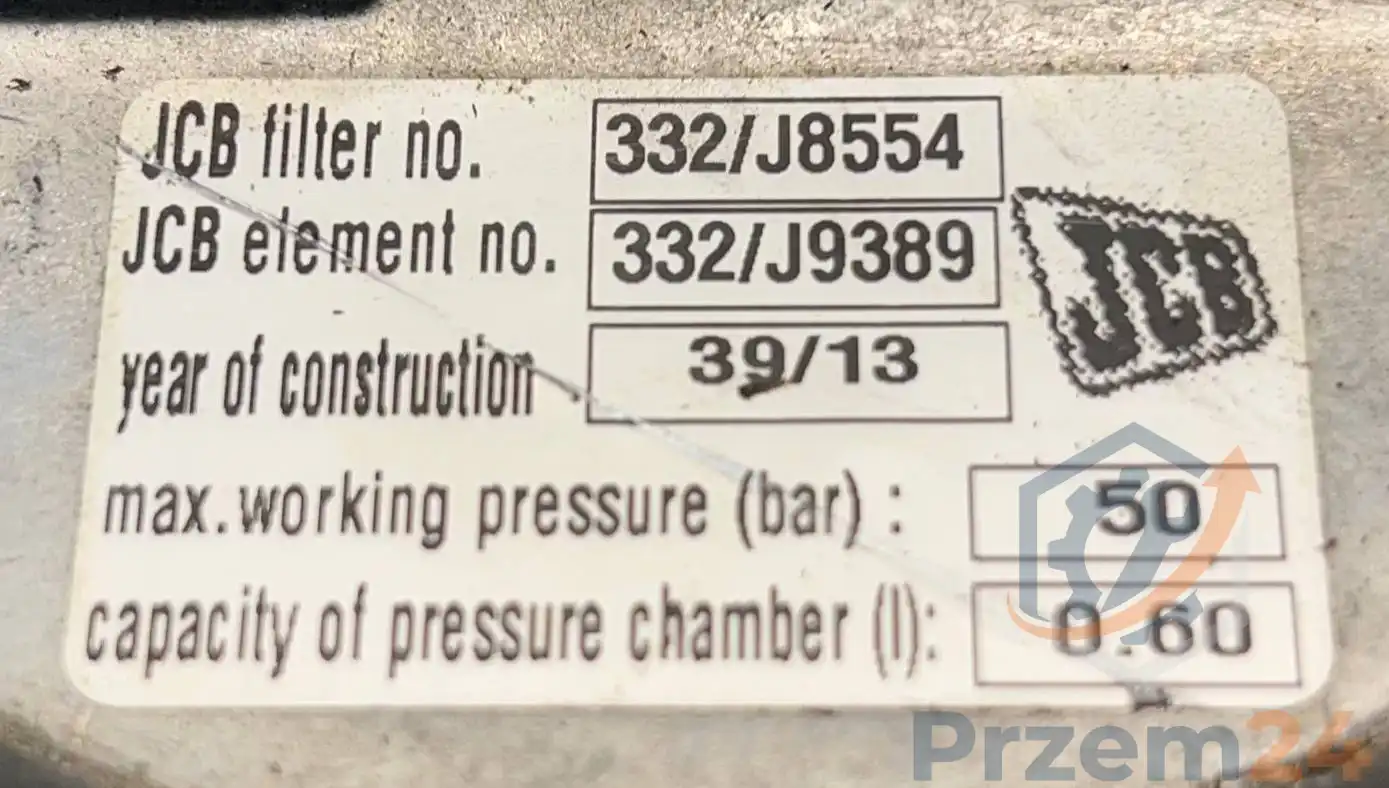 JCB filter no. 332/J8554
JCB element no. 332/J9389
JCB
year of construction 39/13
max.working pressure (bar) : 50
capacity of pressure chamber (l): 0.60
Przem24